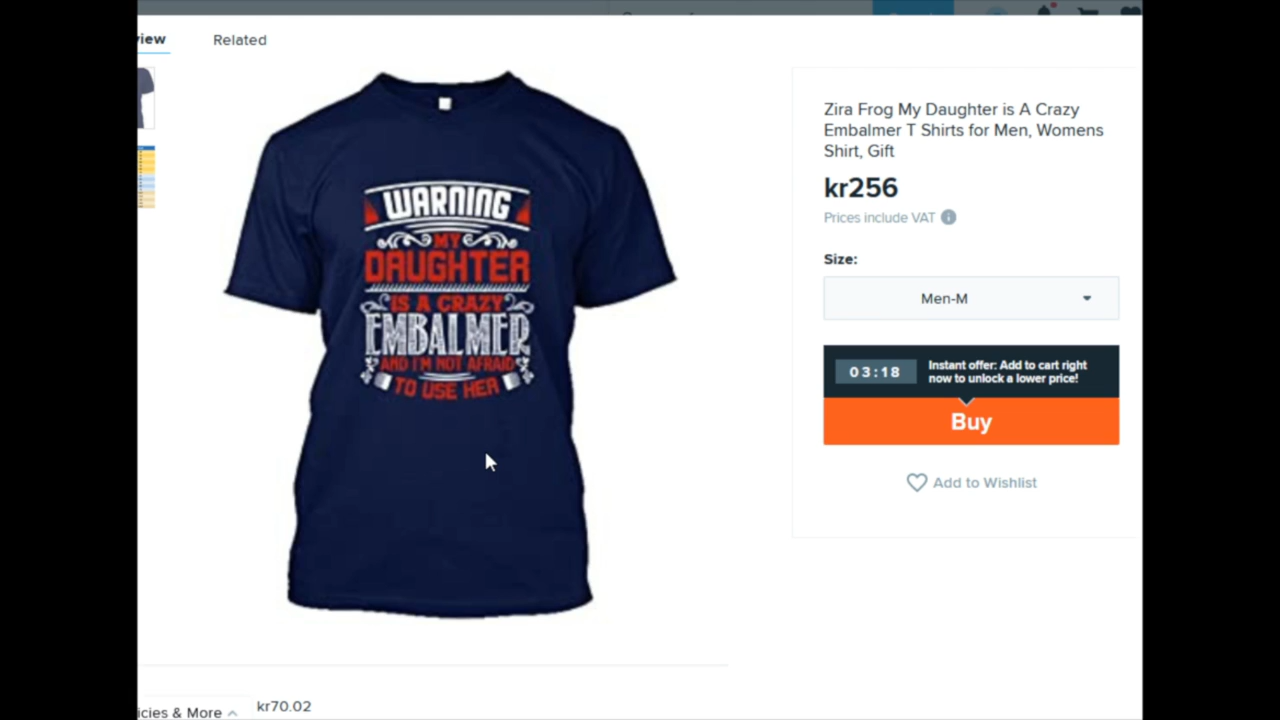 view
Related
WARNING
MY
DAUGHTER
IS A CRAZY
EMBALMER
AND I'M NOT AFRAID
TO USE HER
Zira Frog My Daughter is A Crazy
Embalmer T Shirts for Men, Womens
Shirt, Gift
kr256
Prices include VAT
Size:
Men-M
03:18
Instant offer: Add to cart right
now to unlock a lower price!
Buy
Add to Wishlist
icies & More
kr70.02